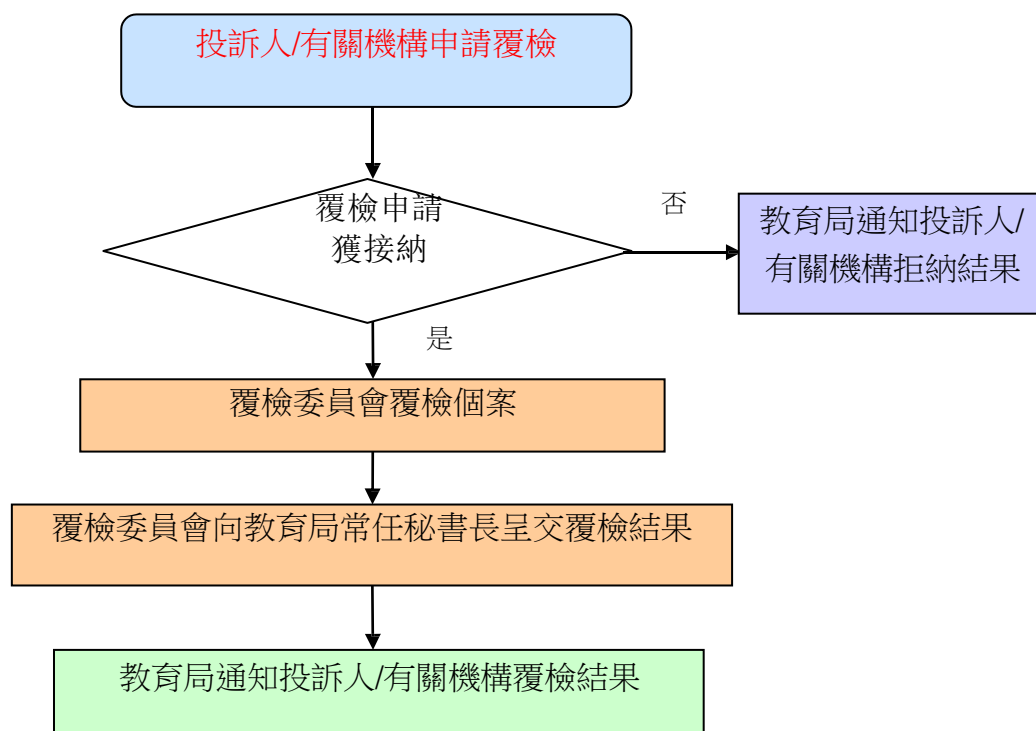 投訴人/有關機構申請覆檢
覆檢申請
獲接納
否
教育局通知投訴人/
有關機構拒納結果
是
覆檢委員會覆檢個案
覆檢委員會向教育局常任秘書長呈交覆檢結果
教育局通知投訴人/有關機構覆檢結果